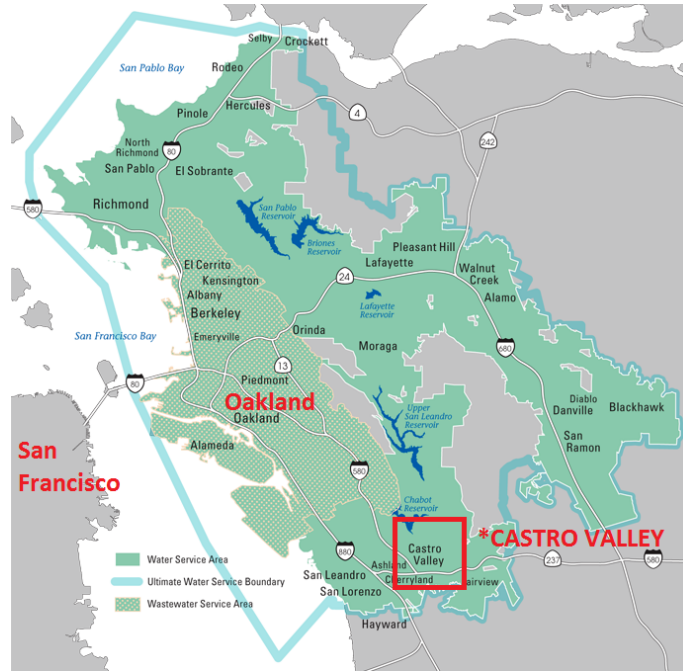 Selby
Crockett
San Pablo Bay
Rodeo
Hercules
4
Pinole
242
North
Richmond
80
San Pablo
El Sobrante
Richmond
580
San Pablo
Reservoir
Briones
Reservoir
Pleasant Hill
Lafayette
El Cerrito
Kensington
24
Walnut
Creek
Albany
Alamo
Berkeley
Lafayette
Reservoir
San Francisco Bay
Emeryville
Orinda
Moraga
680
13
80
Piedmont
Diablo
Danville
Blackhawk
Oakland
Oakland
Upper
San Leandro
Reservoir
San
Francisco
Alameda
San
Ramon
580
Chabot
Reservoir
*CASTRO VALLEY
880
Castro
Valley
237
580
Ashland
Cherryland
Fairview
San Leandro
San Lorenzo
Hayward
Water Service Area
Ultimate Water Service Boundary
Wastewater Service Area